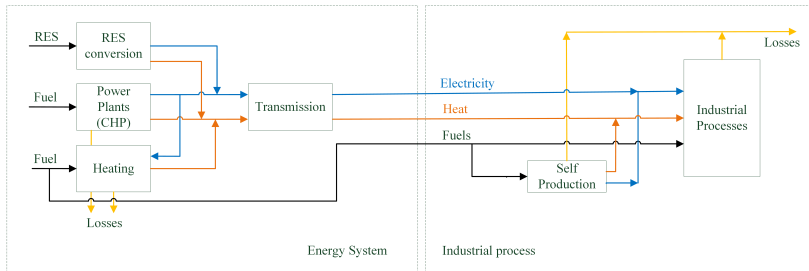 RES
RES
conversion
Fuel
Power
Plants
(CHP)
Fuel
Heating
Losses
Transmission
Energy System
Electricity
Heat
Fuels
Self
Production
Industrial
Processes
Losses
Industrial process